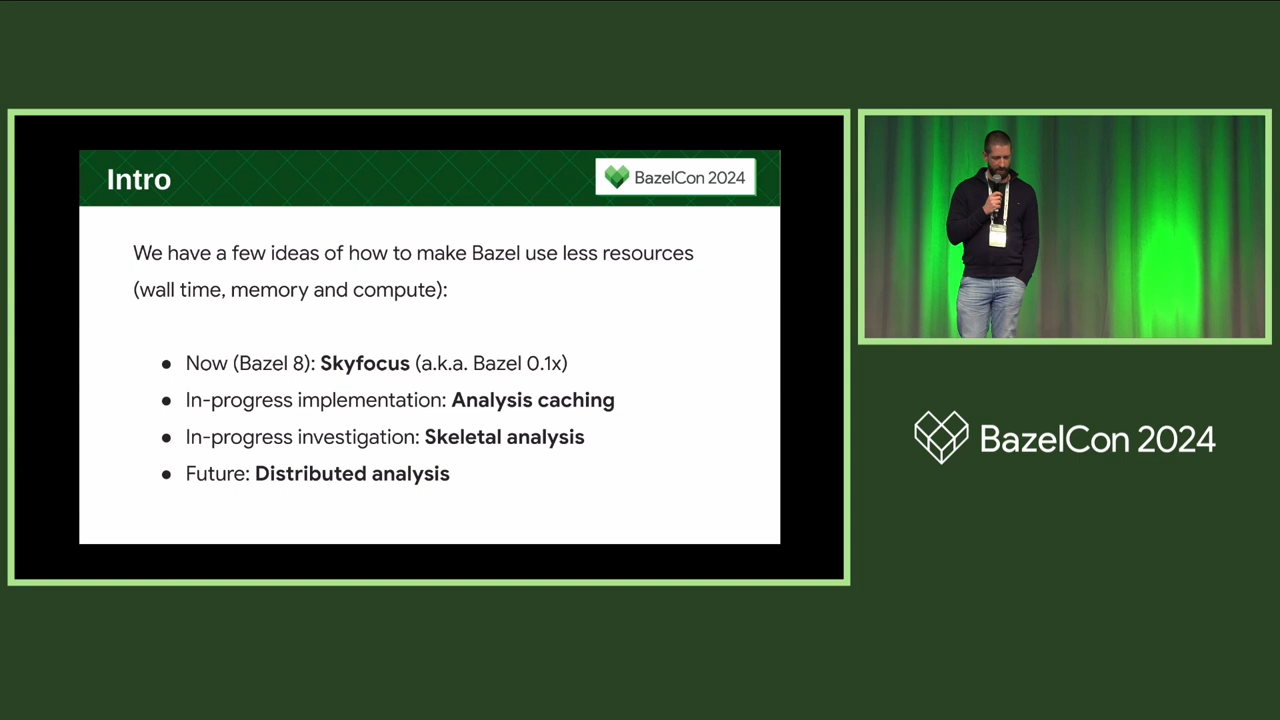 Intro
BazelCon 2024
We have a few ideas of how to make Bazel use less resources
(wall time, memory and compute):
● Now (Bazel 8): Skyfocus (a.k.a. Bazel 0.1x)
● In-progress implementation: Analysis caching
● In-progress investigation: Skeletal analysis
● Future: Distributed analysis
BazelCon 2024